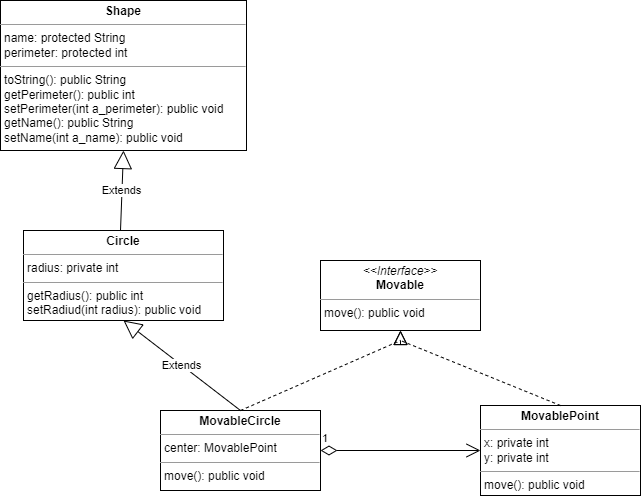 Shape
name: protected String
perimeter: protected int
toString(): public String
getPerimeter(): public int
setPerimeter(int a_perimeter): public void
getName(): public String
setName(int a_name): public void
Extends
Circle
radius: private int
getRadius(): public int
setRadiud(int radius): public void
<<Interface>>
Movable
move(): public void
Extends
MovableCircle
center: MovablePoint
move(): public void
1
MovablePoint
x: private int
y: private int
move(): public void